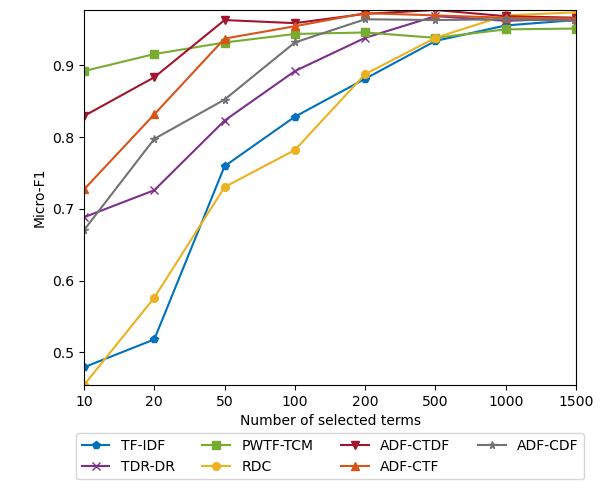 0.9
0.8
0.7
0.6
0.5
Micro-F1
10 20 50 100 200 500 1000 1500
Number of selected terms
TF-IDF PWTF-TCM ADF-CTDF ADF-CDF
TDR-DR RDC ADF-CTF